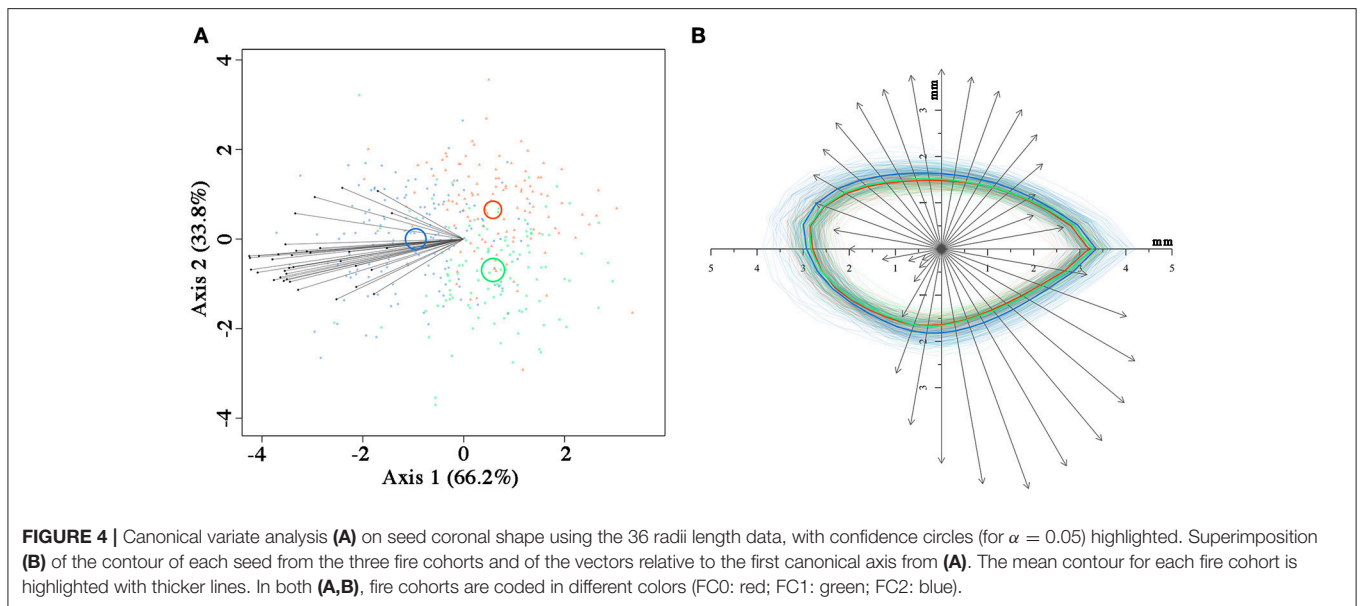 A
B
4
2
0
-2
-4
Axis 2 (33.8%)
-4 -2 0 2
Axis 1 (66.2%)
mm
3
2
1
mm
5 4 3 2 1 1 2 3 4 5
1
2
3
FIGURE 4 | Canonical variate analysis (A) on seed coronal shape using the 36 radii length data, with confidence circles (for α = 0.05) highlighted. Superimposition
(B) of the contour of each seed from the three fire cohorts and of the vectors relative to the first canonical axis from (A). The mean contour for each fire cohort is
highlighted with thicker lines. In both (A,B), fire cohorts are coded in different colors (FC0: red; FC1: green; FC2: blue).